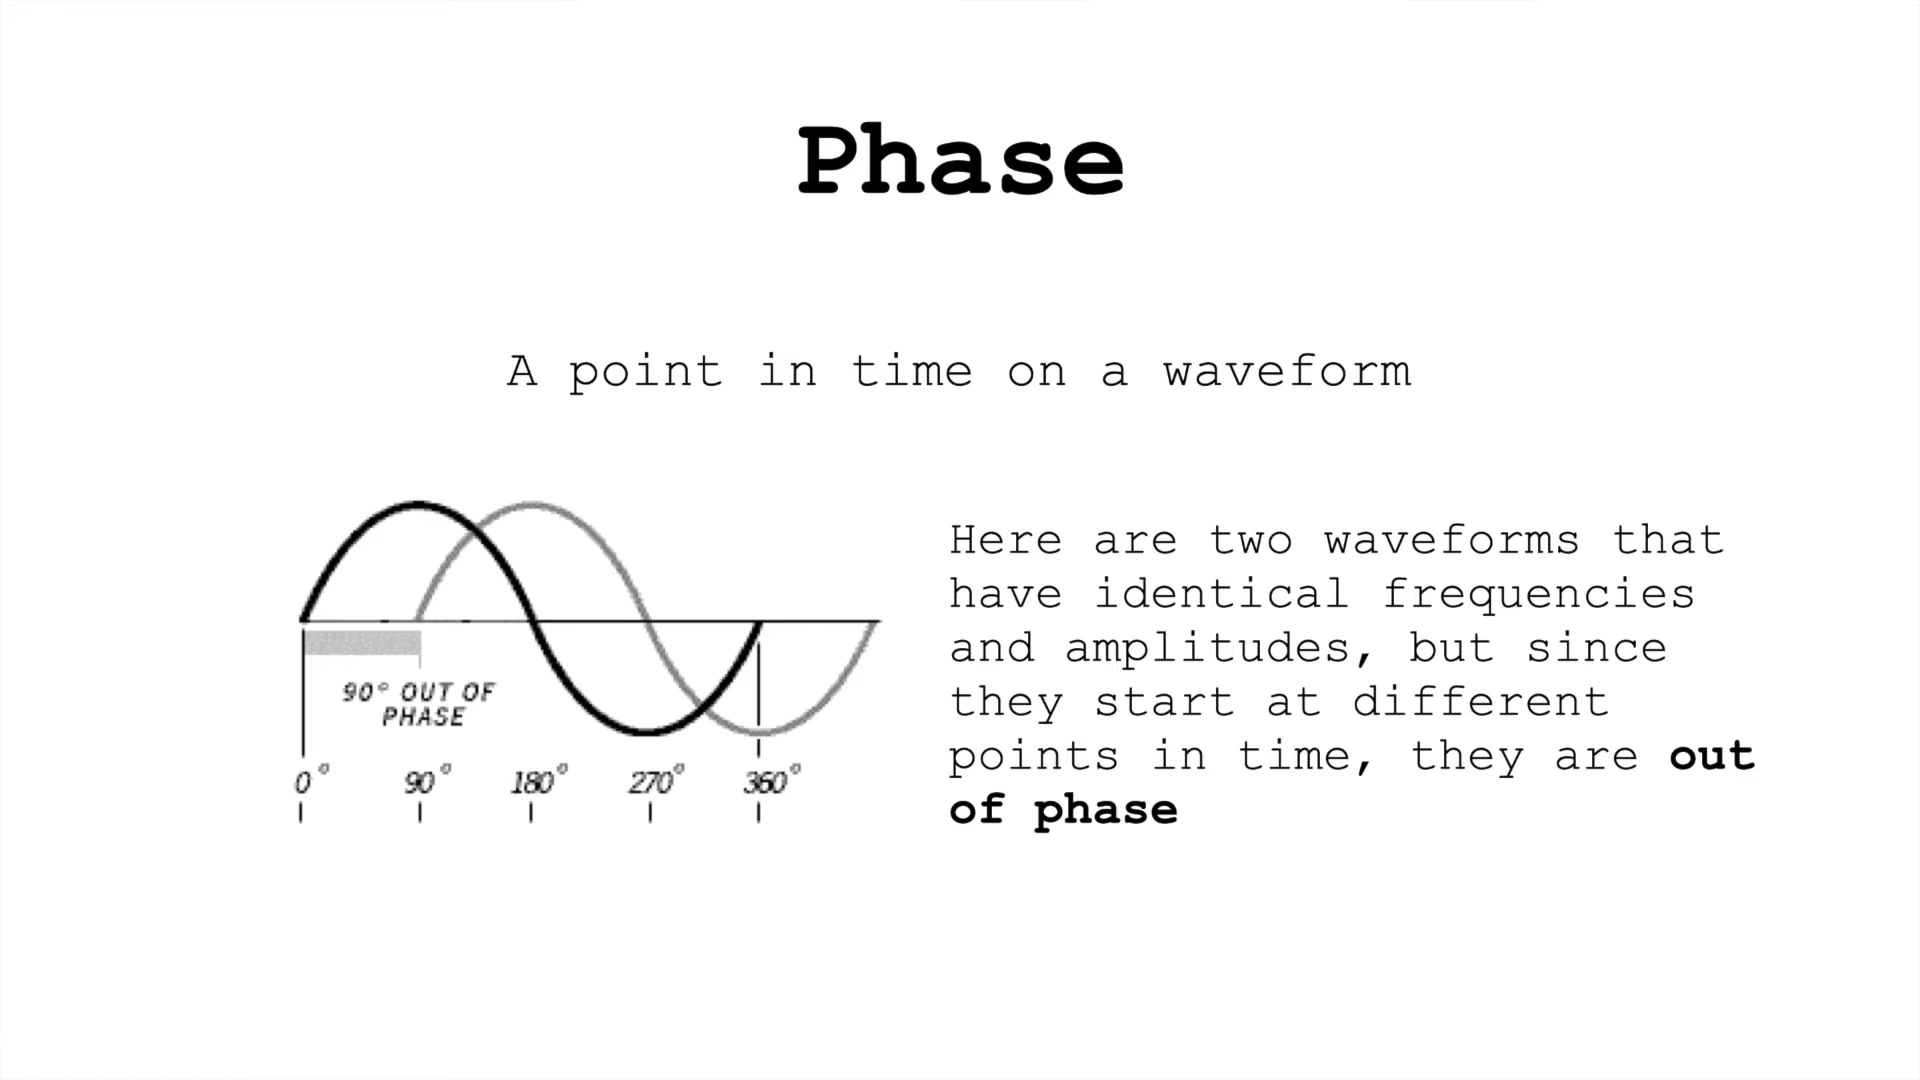 Phase
A point in time on a waveform
90° OUT OF
PHASE
0° 90° 180° 270° 360°
Here are two waveforms that
have identical frequencies
and amplitudes, but since
they start at different
points in time, they are out
of phase